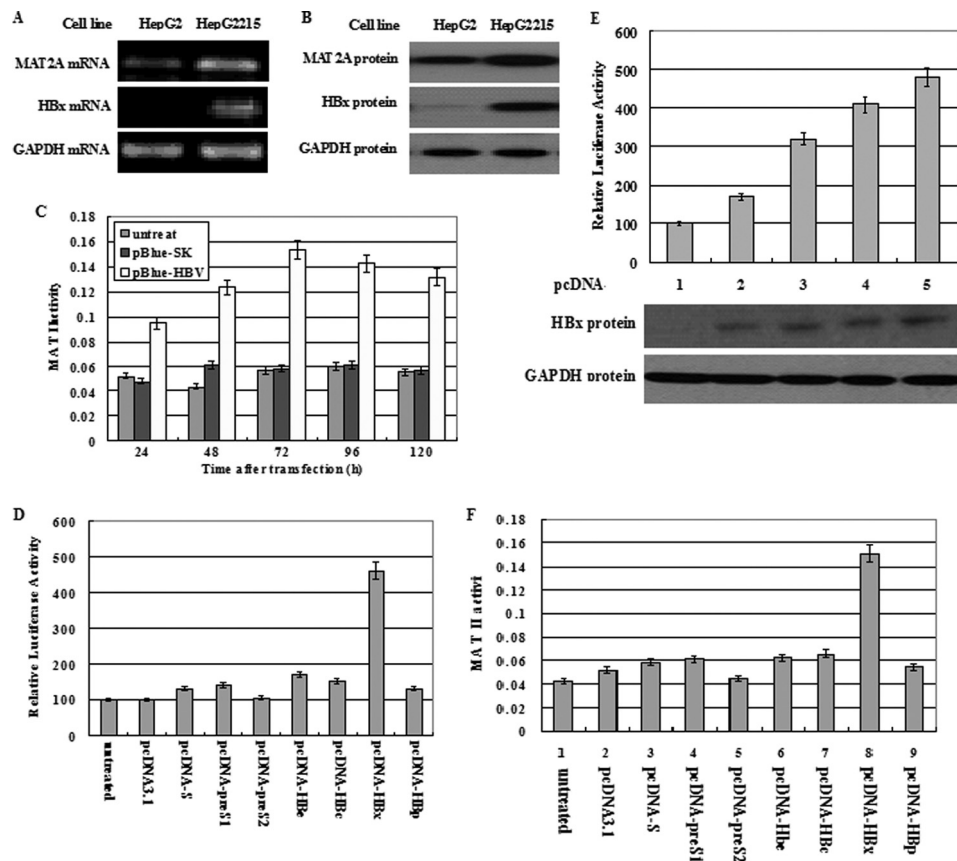 A
Cell line HepG2 HepG2215
MAT2A mRNA
HBx mRNA
GAPDH mRNA
B
Cell line HepG2 HepG2215
MAT2A protein
HBx protein
GAPDH protein
C
MAT II activity
0.18
0.16
0.14
0.12
0.1
0.08
0.06
0.04
0.02
0
untreat
pBlue-SK
pBlue-HBV
24 48 72 96 120
Time after transfection (h)
D
Relative Luciferase Activity
600
500
400
300
200
100
0
untreated
pcDNA3.1
pcDNA-S
pcDNA-preS1
pcDNA-preS2
pcDNA-HBe
pcDNA-HBc
pcDNA-HBx
pcDNA-HBp
E
Relative Luciferase Activity
600
500
400
300
200
100
0
pcDNA- 1 2 3 4 5
HBx protein
GAPDH protein
F
MAT II activi
0.18
0.16
0.14
0.12
0.1
0.08
0.06
0.04
0.02
0
1 2 3 4 5 6 7 8 9
untreated
pcDNA3.1
pcDNA-S
pcDNA-preS1
pcDNA-preS2
pcDNA-Hbe
pcDNA-HBc
pcDNA-HBx
pcDNA-HBp